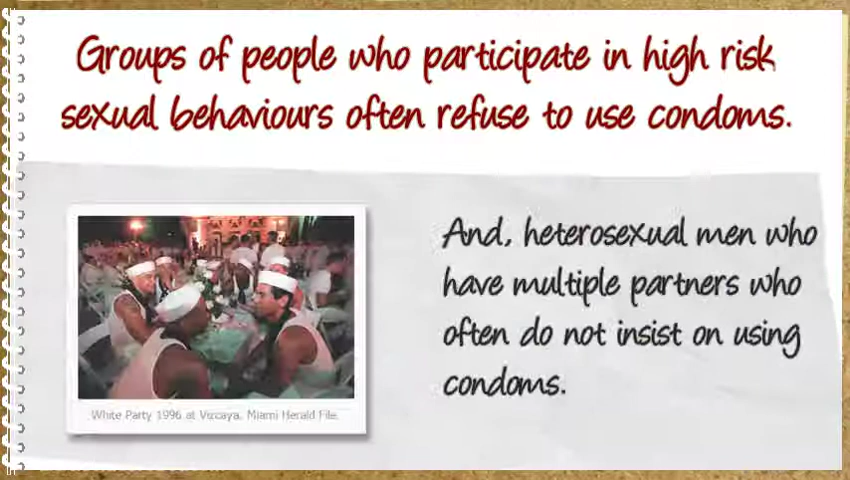 Groups of people who participate in high risk
sexual behaviours often refuse to use condoms.
And, heterosexual men who
have multiple partners who
often do not insist on using
condoms.
White Party 1996 at Vizcaya, Miami Herald File.